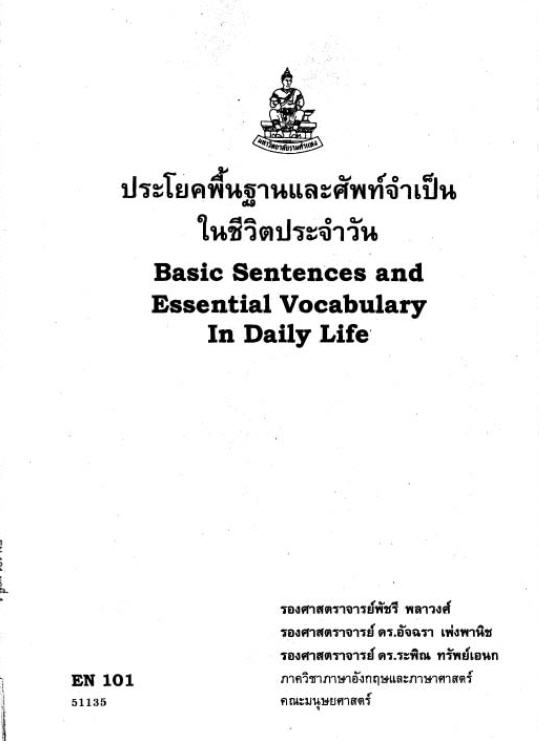 มหาวิทยาลัยรามคำแหง
ประโยคพื้นฐานและศัพท์จำเป็น
ในชีวิตประจำวัน
Basic Sentences and
Essential Vocabulary
In Daily Life
รองศาสตราจารย์พัชรี พลาวงศ์
รองศาสตราจารย์ ดร.อัจฉรา เพ่งพานิช
รองศาสตราจารย์ ดร.ระพิณ ทรัพย์เอนก
EN 101
ภาควิชาภาษาอังกฤษและภาษาศาสตร์
51135
คณะมนุษยศาสตร์